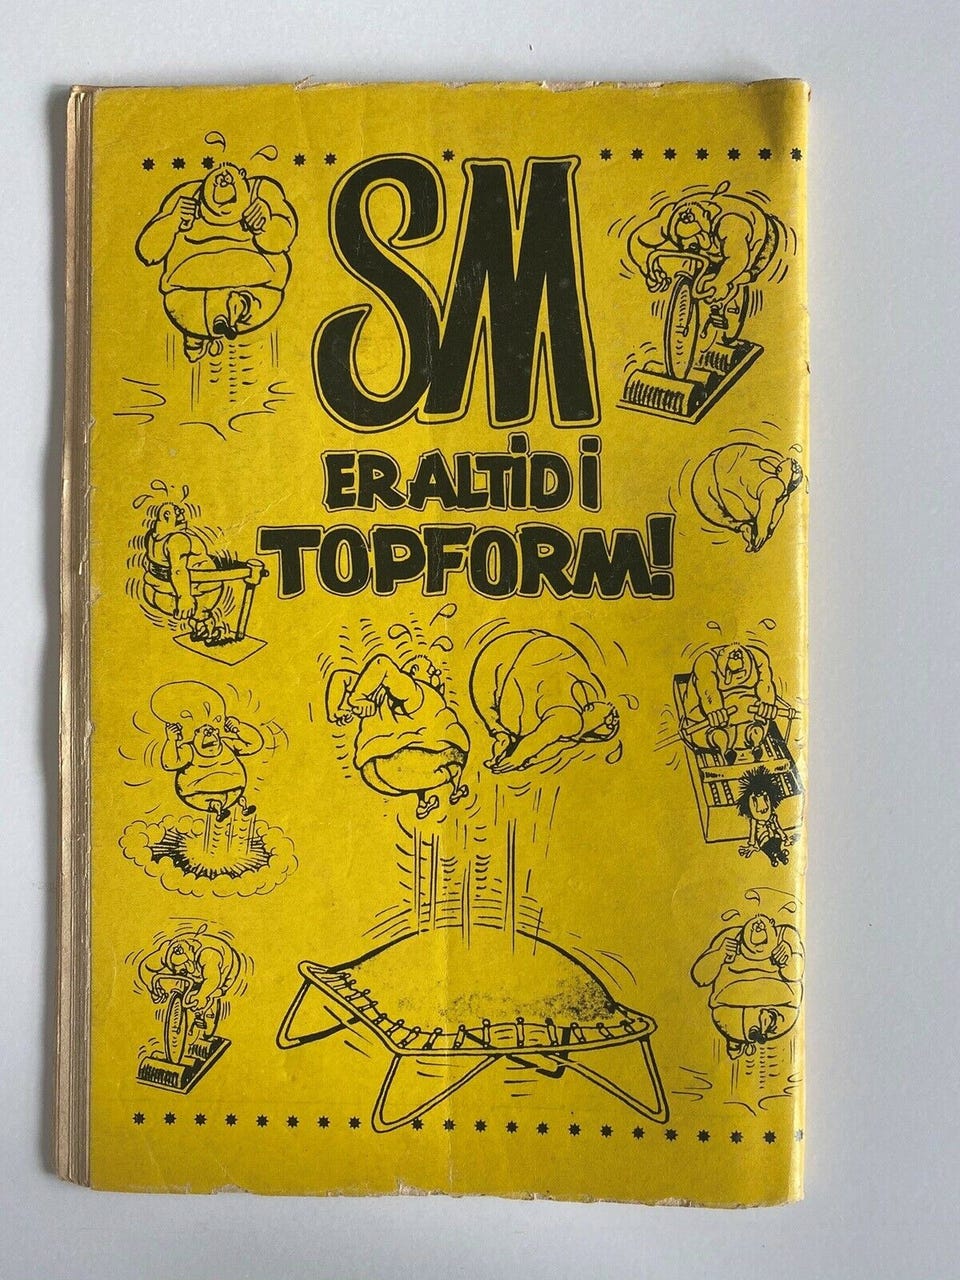 SM
ER ALTID I
TOPFORM!